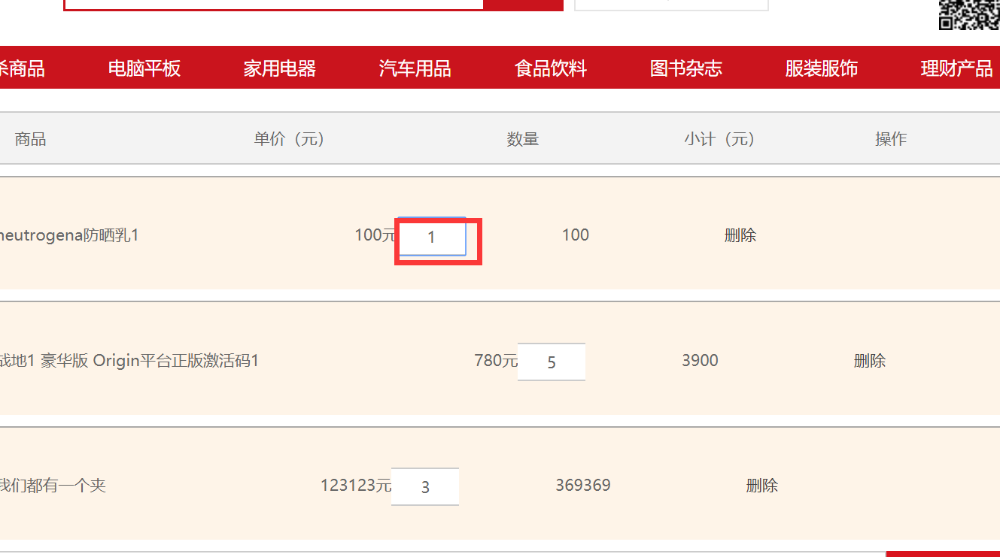 杀商品 电脑平板 家用电器 汽车用品 食品饮料 图书杂志 服装服饰 理财产品
商品 单价（元） 数量 小计（元） 操作
neutrogena防晒乳1 100元 1 100 删除
战地1 豪华版 Origin平台正版激活码1 780元 5 3900 删除
我们都有一个夹 123123元 3 369369 删除